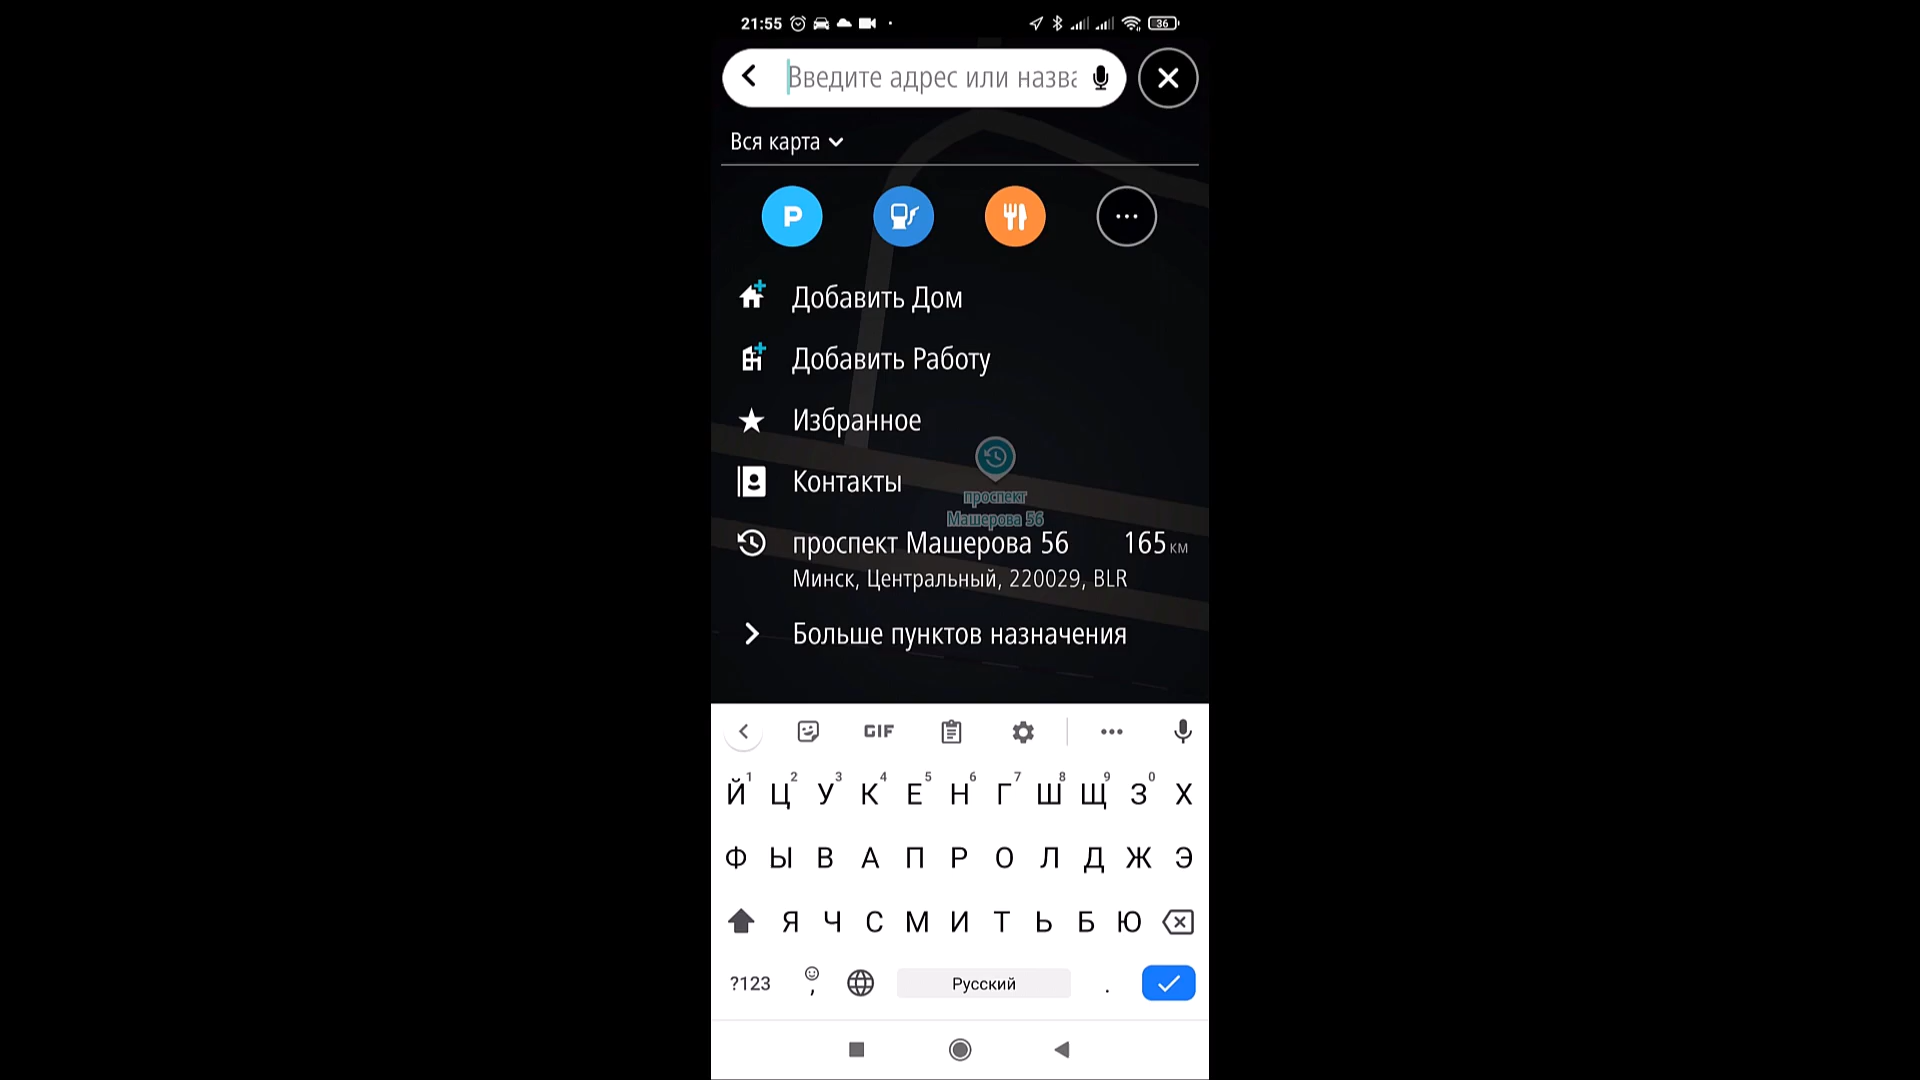 21:55
36
Введите адрес или назва
Вся карта
P
Добавить Дом
Добавить Работу
Избранное
Контакты
проспект
Машерова 56
проспект Машерова 56 165 км
Минск, Центральный, 220029, BLR
Больше пунктов назначения
GIF
Й1 Ц2 У3 К4 Е5 Н6 Г7 Ш8 Щ9 З0 Х
Ф Ы В А П Р О Л Д Ж Э
Я Ч С М И Т Ь Б Ю
?123 , Русский .